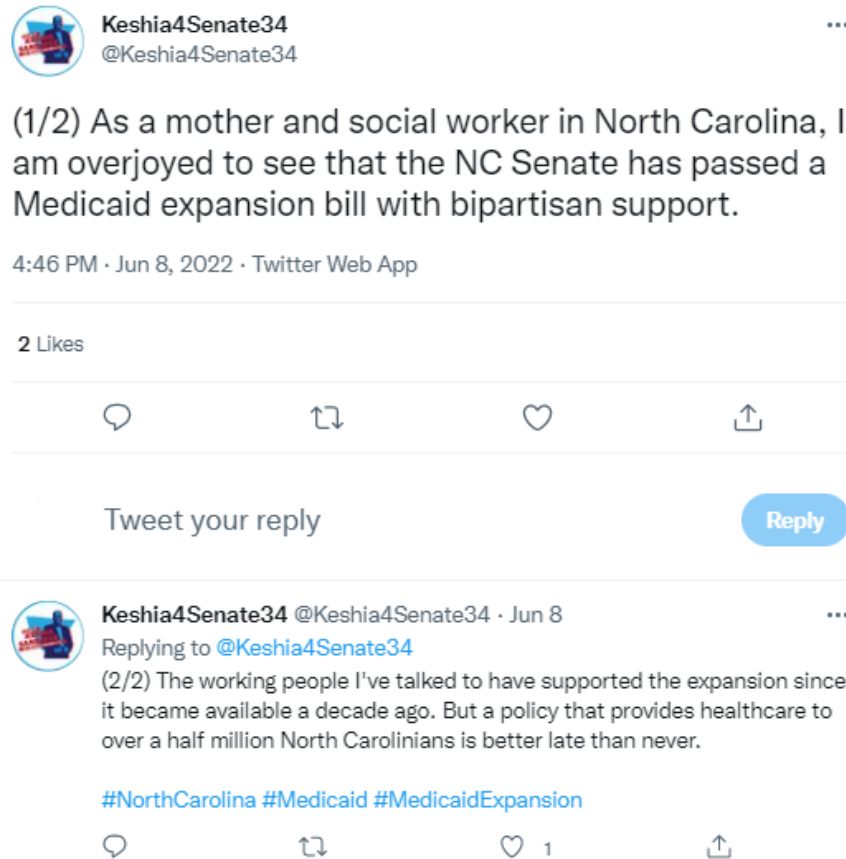 Keshia4Senate34
@Keshia4Senate34
(1/2) As a mother and social worker in North Carolina, I
am overjoyed to see that the NC Senate has passed a
Medicaid expansion bill with bipartisan support.
4:46 PM · Jun 8, 2022 · Twitter Web App
2 Likes
Tweet your reply
Reply
Keshia4Senate34 @Keshia4Senate34 · Jun 8
Replying to @Keshia4Senate34
(2/2) The working people I've talked to have supported the expansion since
it became available a decade ago. But a policy that provides healthcare to
over a half million North Carolinians is better late than never.
#NorthCarolina #Medicaid #MedicaidExpansion
1